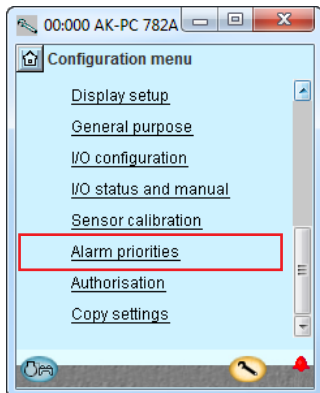 00:000 AK-PC 782A
Configuration menu
Display setup
General purpose
I/O configuration
I/O status and manual
Sensor calibration
Alarm priorities
Authorisation
Copy settings